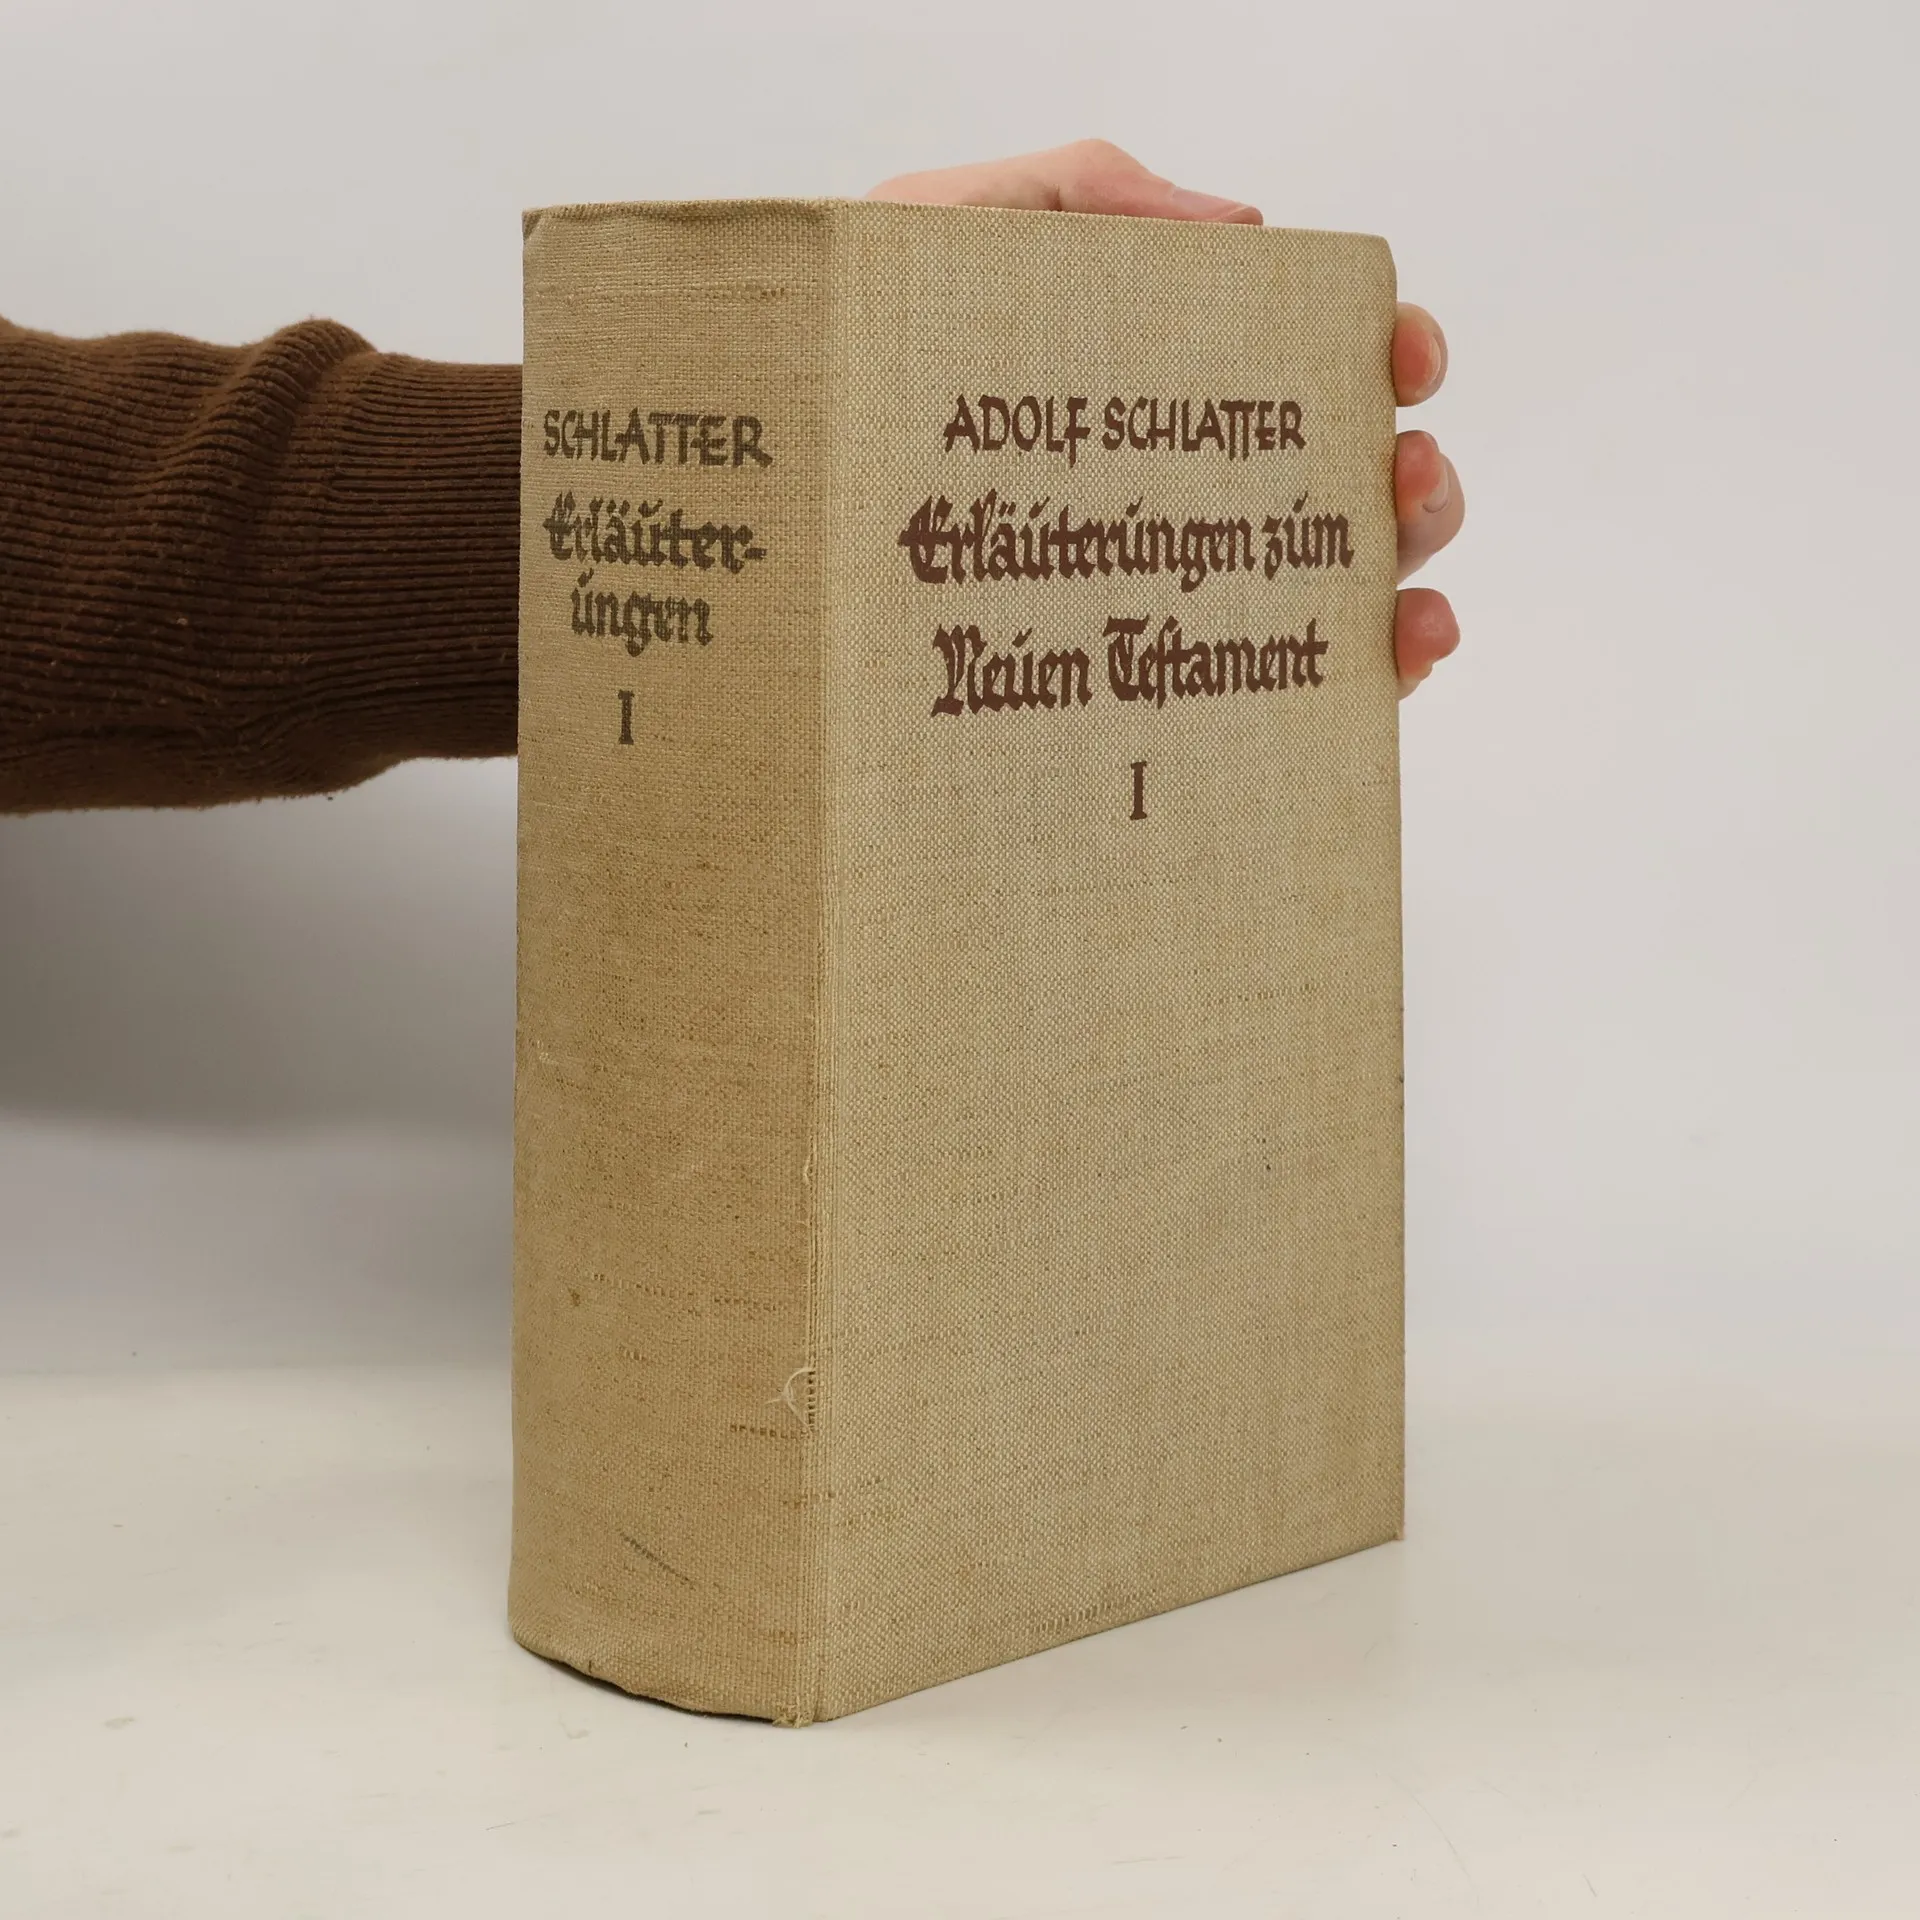 SCHLATTER
Erläuter-
ungen
I
ADOLF SCHLATTER
Erläuterungen zum
Neuen Testament
I